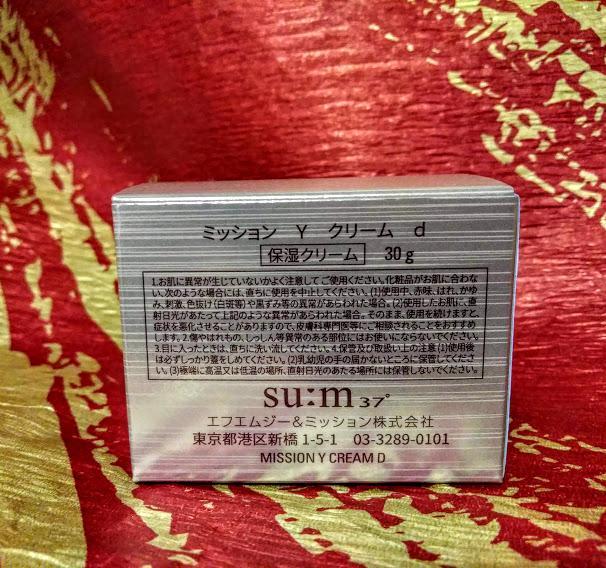 ミッション Y クリーム d
保湿クリーム 30g
1.お肌に異常が生じていないかよく注意してご使用ください。化粧品がお肌に合わな
い、次のような場合には、直ちに使用を中止してください。(1)使用中、赤味、はれ、かゆ
み、刺激、色抜け(白斑等)や黒ずみ等の異常があらわれた場合。(2)使用したお肌に、直
射日光があたって上記のような異常があらわれた場合。そのまま、使用を続けますと、
症状を悪化させることがありますので、皮膚科専門医等にご相談されることをおすすめ
します。2.傷やはれもの、しっしん等異常のある部位にはお使いにならないでください。
3.目に入ったときは、直ちに洗い流してください。4.保管及び取扱い上の注意(1)使用後
は必ずしっかり蓋をしめてください。(2)乳幼児の手の届かないところに保管してくださ
い。(3)極端に高温又は低温の場所、直射日光のあたる場所には保管しないでください。
su:m37°
エフエムジー&ミッション株式会社
東京都港区新橋1-5-1 03-3289-0101
MISSION Y CREAM D